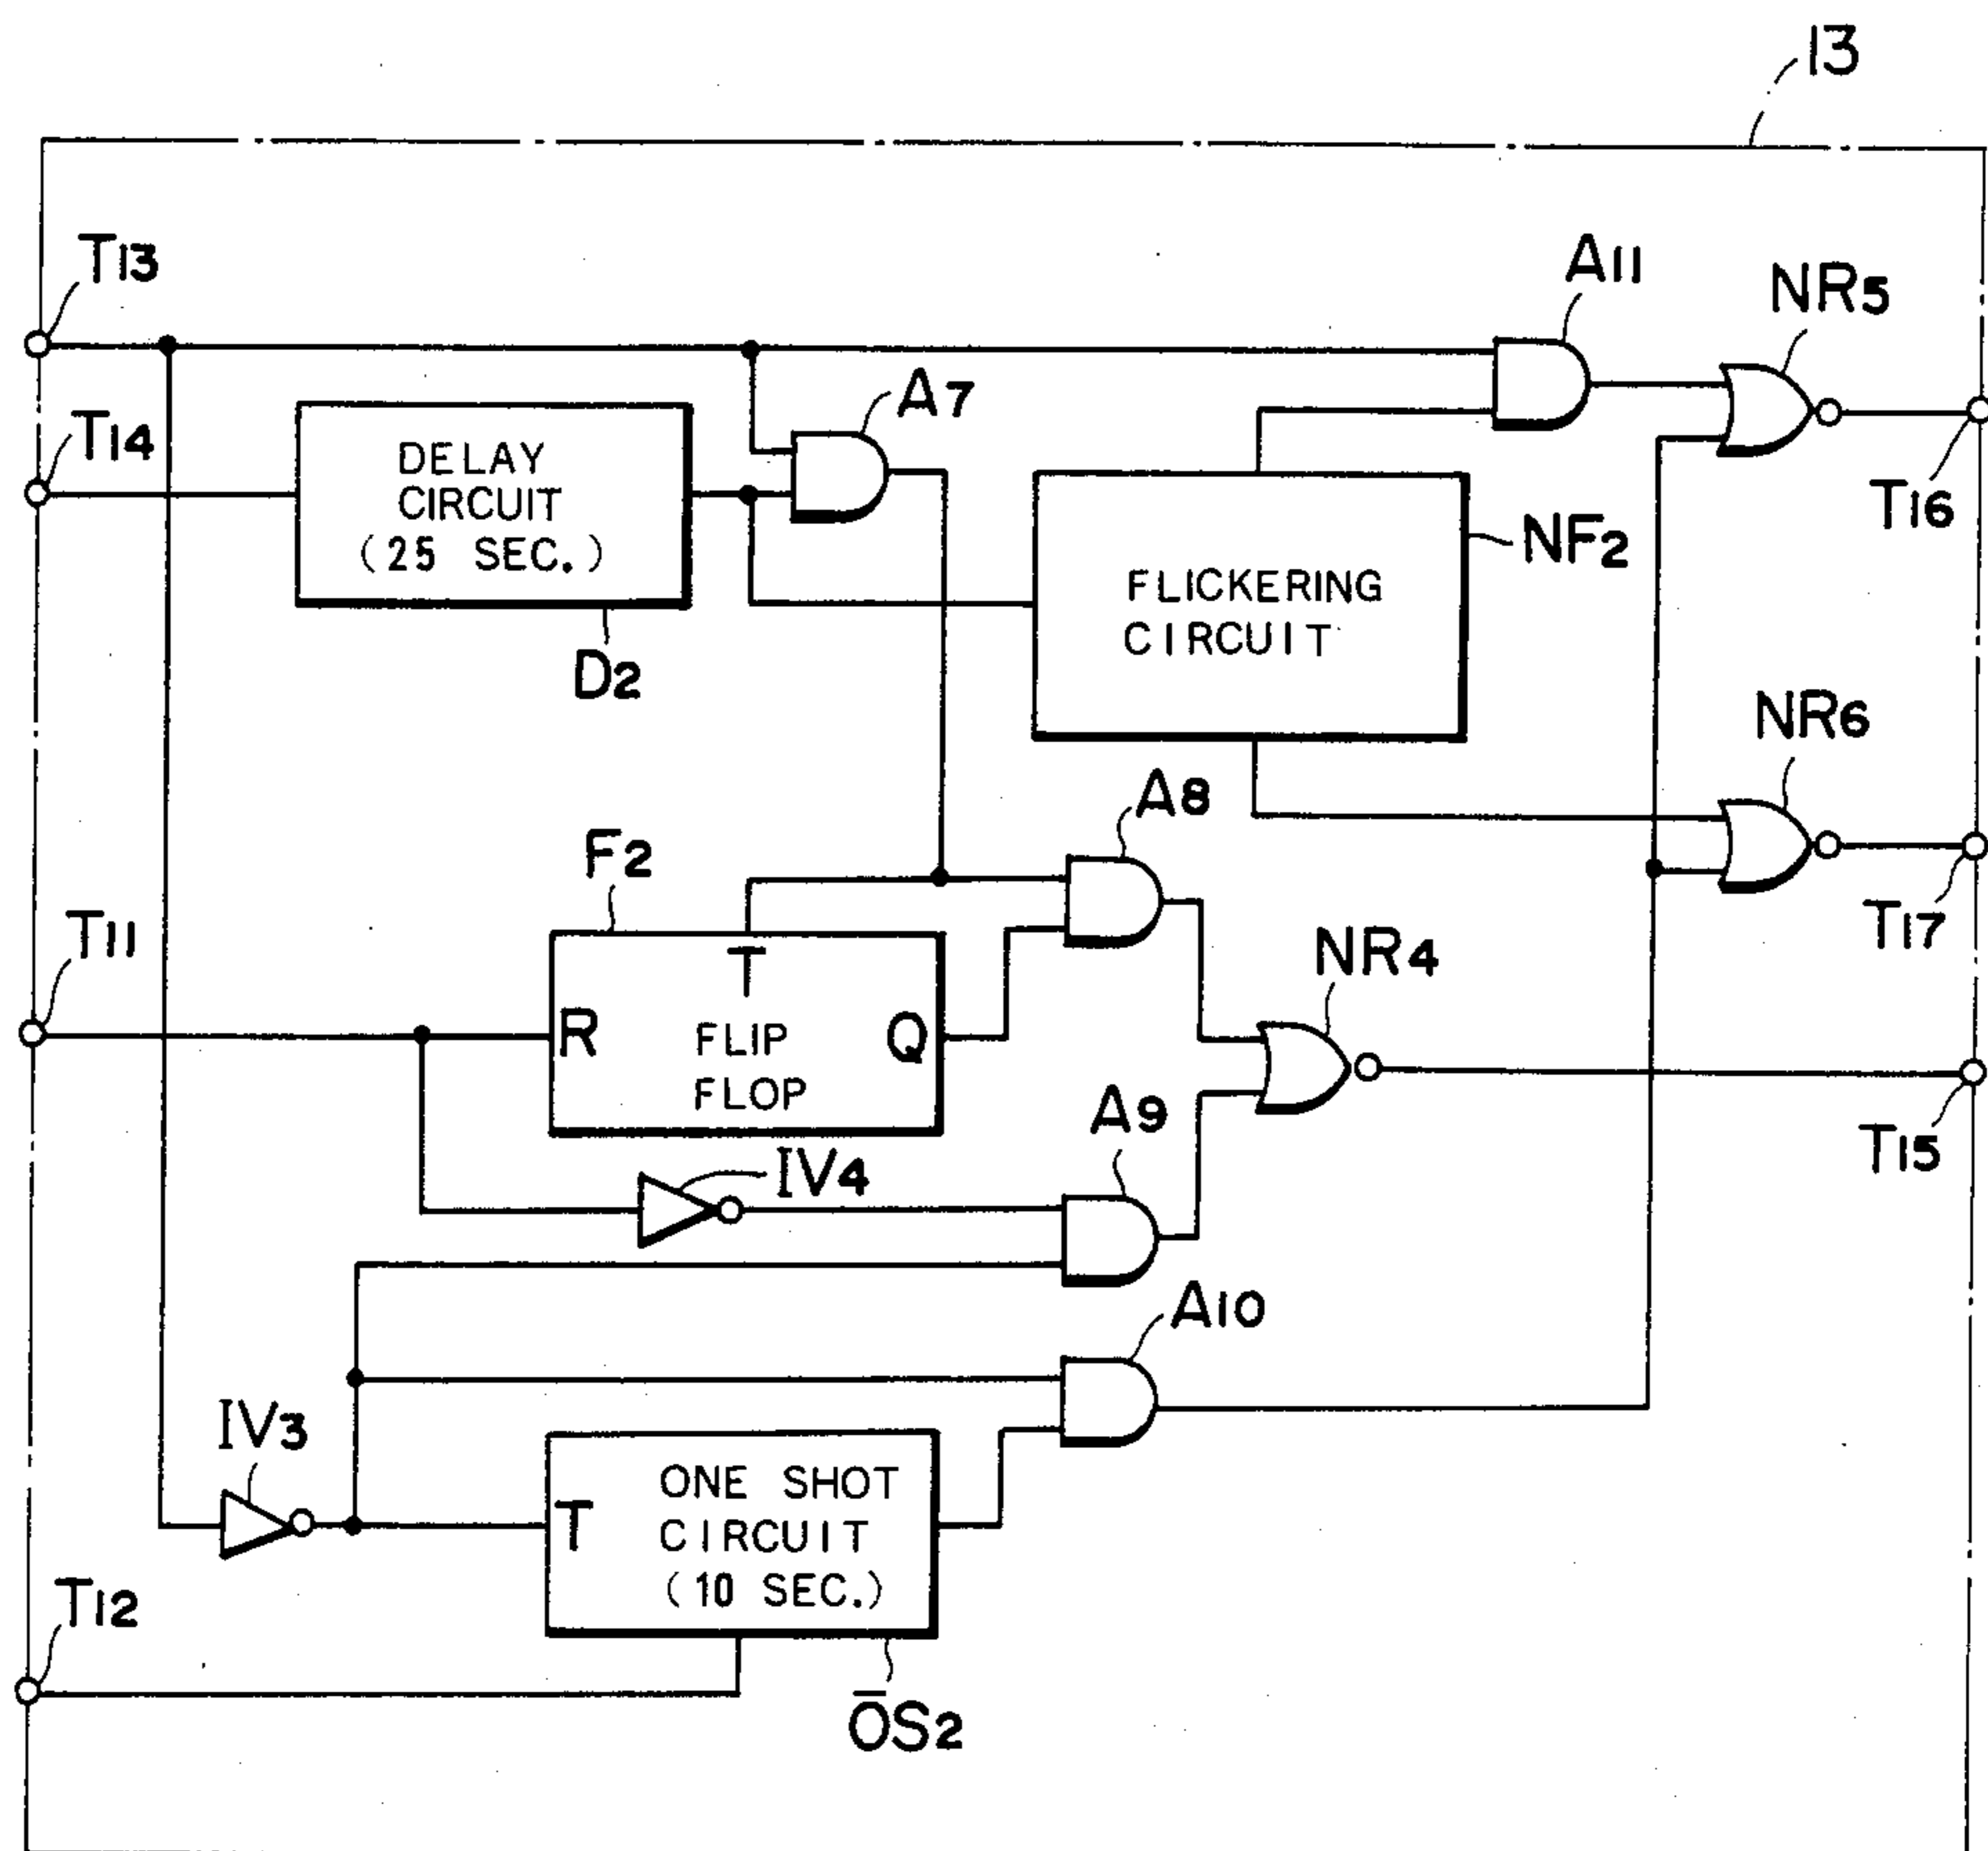 13
T13
A11
NR5
A7
T14
DELAY
CIRCUIT
(25 SEC.)
T16
NF2
FLICKERING
CIRCUIT
D2
NR6
A8
F2
T11
T17
NR4
T
R FLIP Q
FLOP
A9
T15
IV4
A10
IV3
ONE SHOT
T CIRCUIT
(10 SEC.)
T12
O̅S2